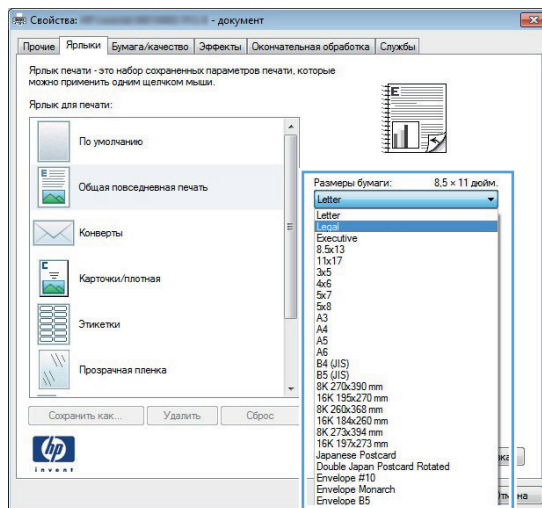 Свойства: - документ
Прочие Ярлыки Бумага/качество Эффекты Окончательная обработка Службы
Ярлык печати - это набор сохраненных параметров печати, которые
можно применить одним щелчком мыши.
Ярлык для печати:
По умолчанию
Общая повседневная печать
Конверты
Карточки/плотная
Этикетки
Прозрачная пленка
Сохранить как...
Удалить
Сброс
hp
invent
E
Размеры бумаги: 8,5 × 11 дюйм.
Letter
Letter
Legal
Executive
8.5x13
11x17
3x5
4x6
5x7
5x8
A3
A4
A5
A6
B4 (JIS)
B5 (JIS)
8K 270x390 mm
16K 195x270 mm
8K 260x368 mm
16K 184x260 mm
8K 273x394 mm
16K 197x273 mm
Japanese Postcard
Double Japan Postcard Rotated
Envelope #10
Envelope Monarch
Envelope B5